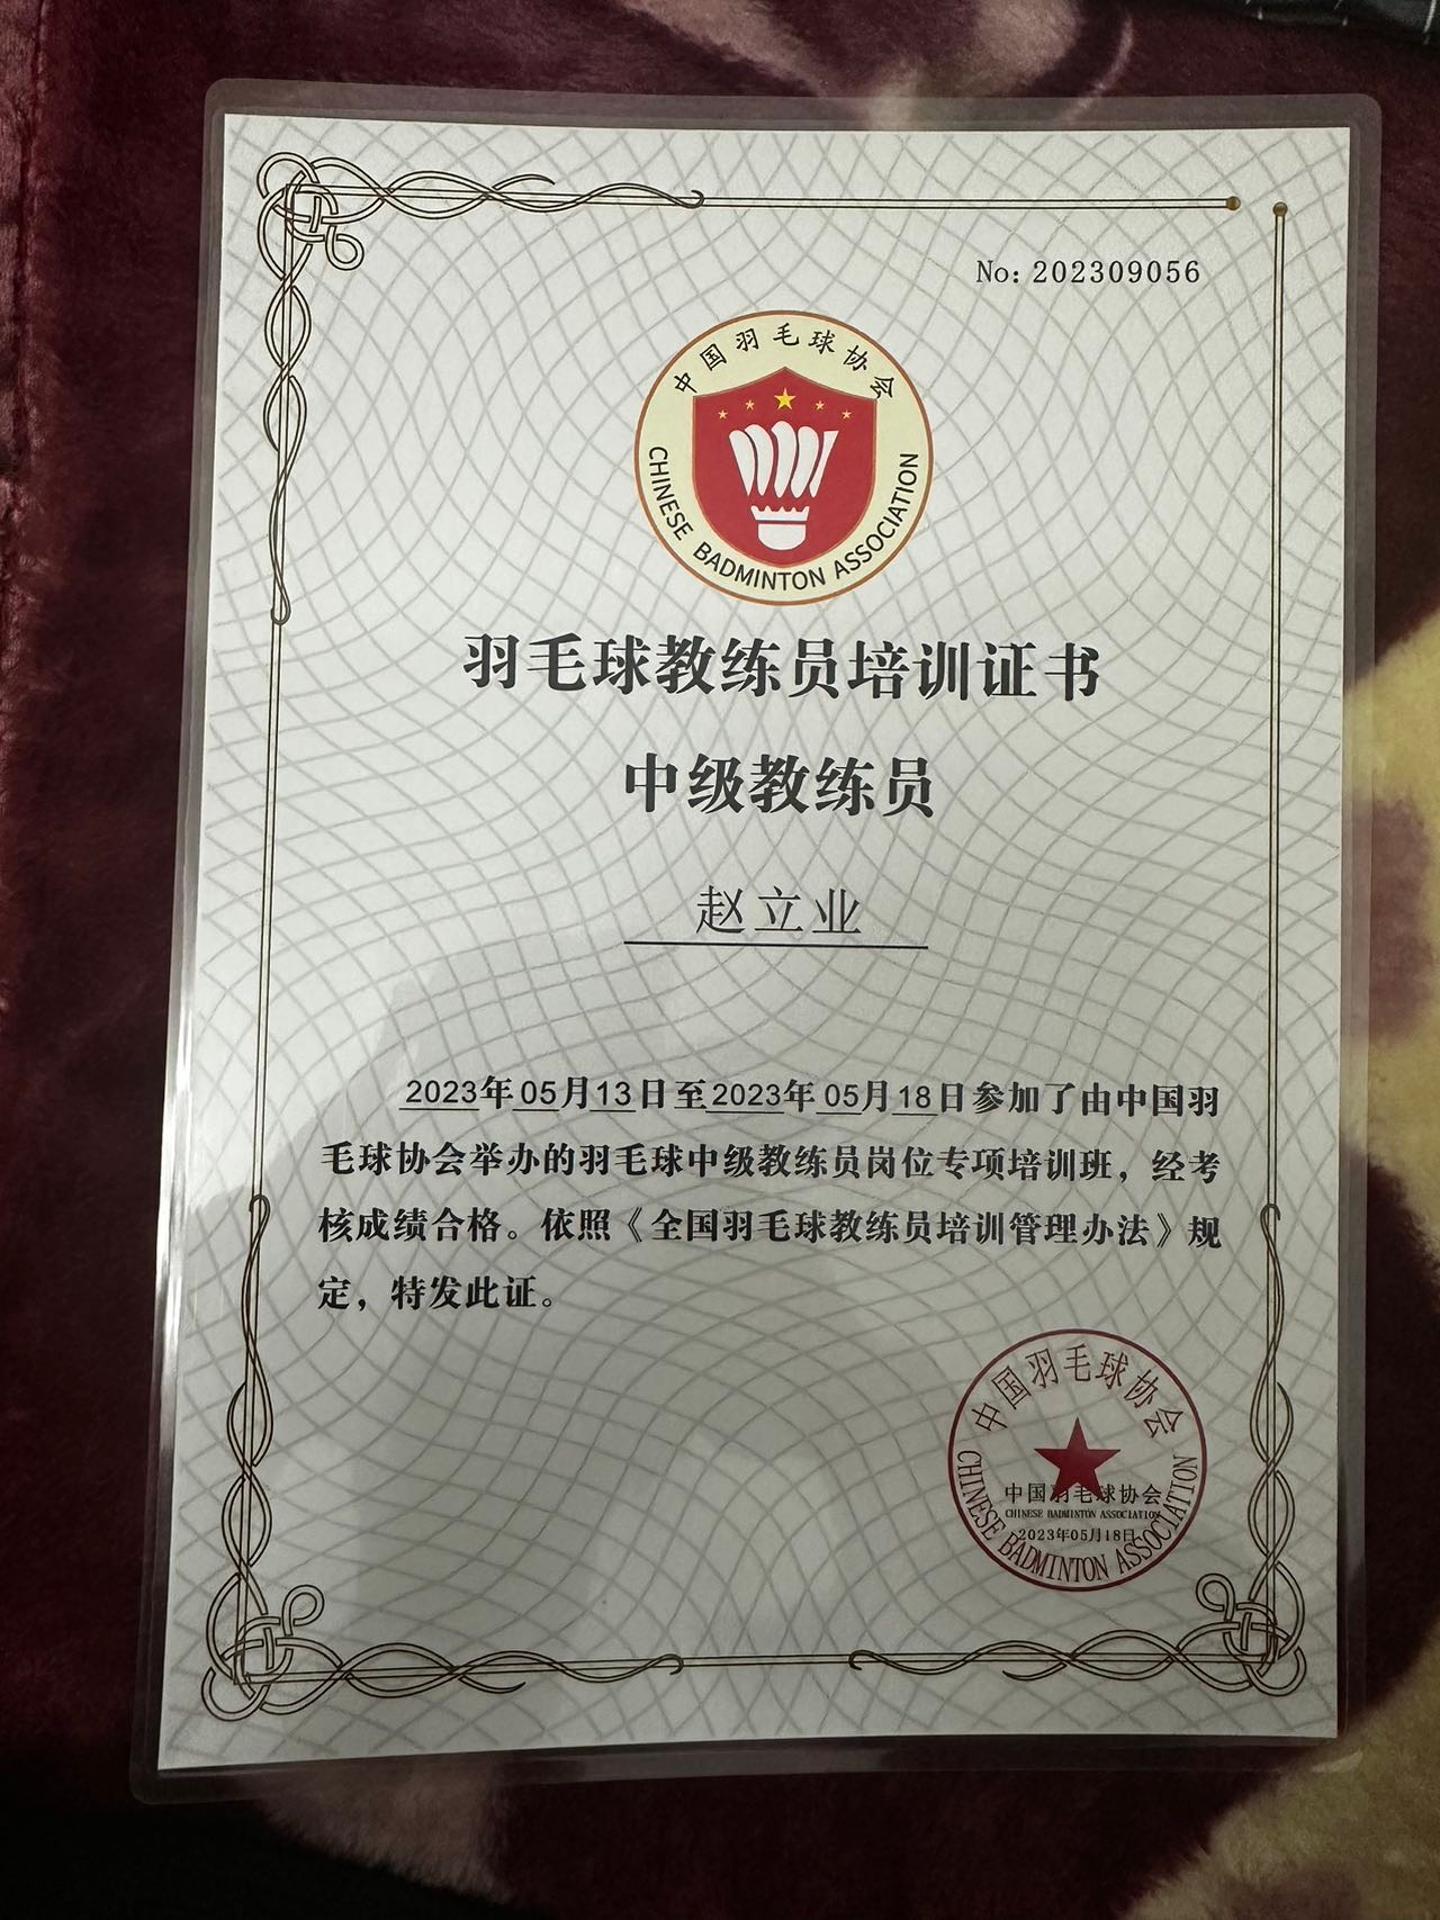 No: 202309056
中国羽毛球协会
CHINESE BADMINTON ASSOCIATION
羽毛球教练员培训证书
中级教练员
赵立业
2023年05月13日至2023年05月18日参加了由中国羽
毛球协会举办的羽毛球中级教练员岗位专项培训班，经考
核成绩合格。依照《全国羽毛球教练员培训管理办法》规
定，特发此证。
中国羽毛球协会
中国羽毛球协会
CHINESE BADMINTON ASSOCIATION
2023年05月18日
CHINESE BADMINTON ASSOCIATION